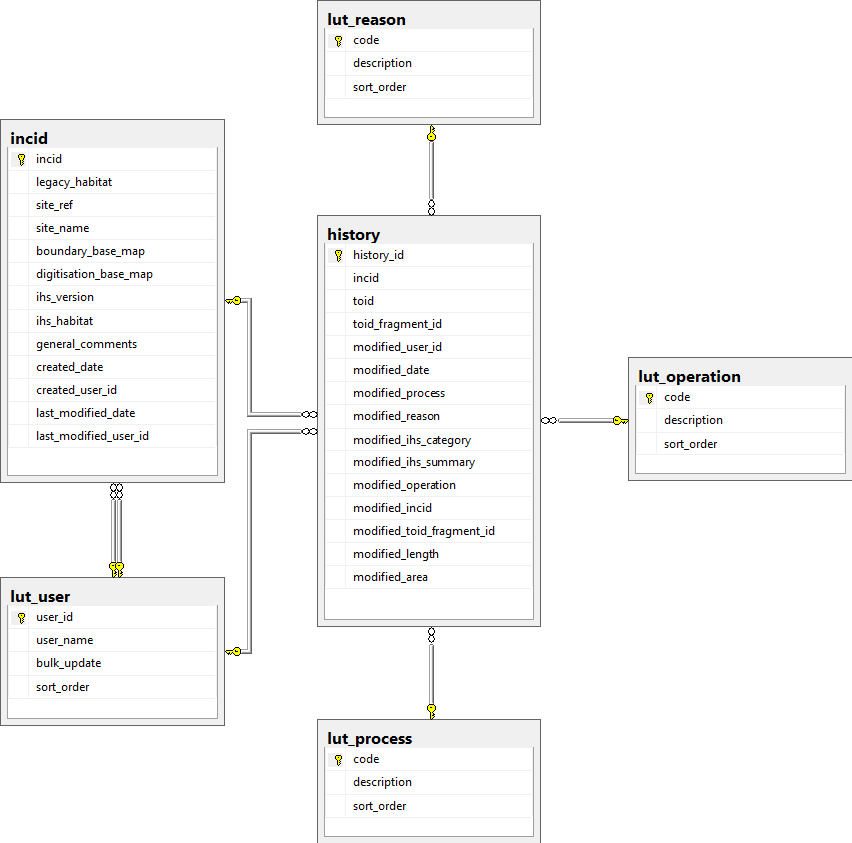 lut_reason
code
description
sort_order
incid
incid
legacy_habitat
site_ref
site_name
boundary_base_map
digitisation_base_map
ihs_version
ihs_habitat
general_comments
created_date
created_user_id
last_modified_date
last_modified_user_id
history
history_id
incid
toid
toid_fragment_id
modified_user_id
modified_date
modified_process
modified_reason
modified_ihs_category
modified_ihs_summary
modified_operation
modified_incid
modified_toid_fragment_id
modified_length
modified_area
lut_operation
code
description
sort_order
lut_user
user_id
user_name
bulk_update
sort_order
lut_process
code
description
sort_order